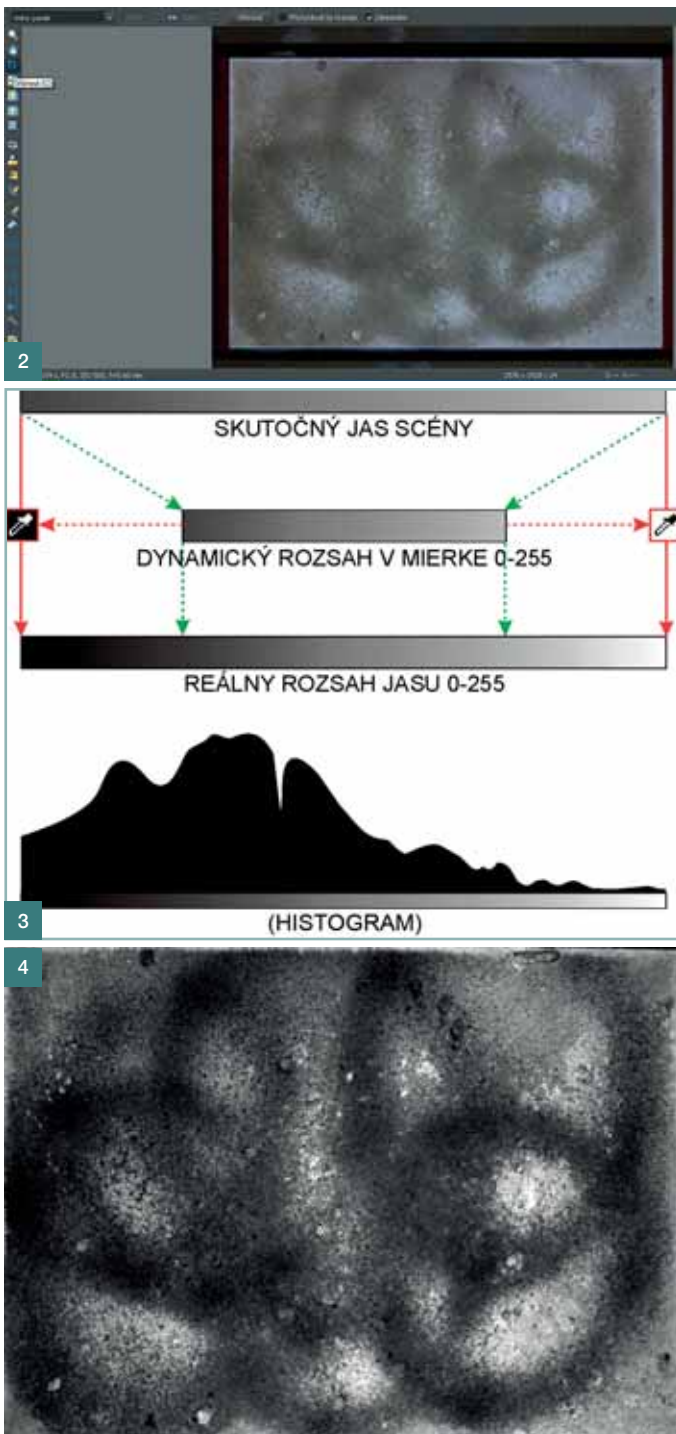 2
SKUTOČNÝ JAS SCÉNY
DYNAMICKÝ ROZSAH V MIERKE 0-255
REÁLNY ROZSAH JASU 0-255
3
(HISTOGRAM)
4